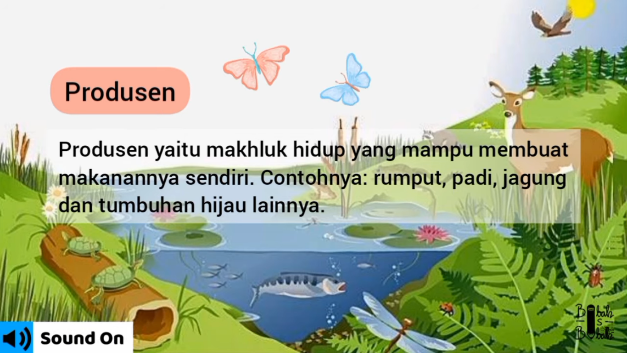 Produsen
Produsen yaitu makhluk hidup yang mampu membuat
makanannya sendiri. Contohnya: rumput, padi, jagung
dan tumbuhan hijau lainnya.
Sound On